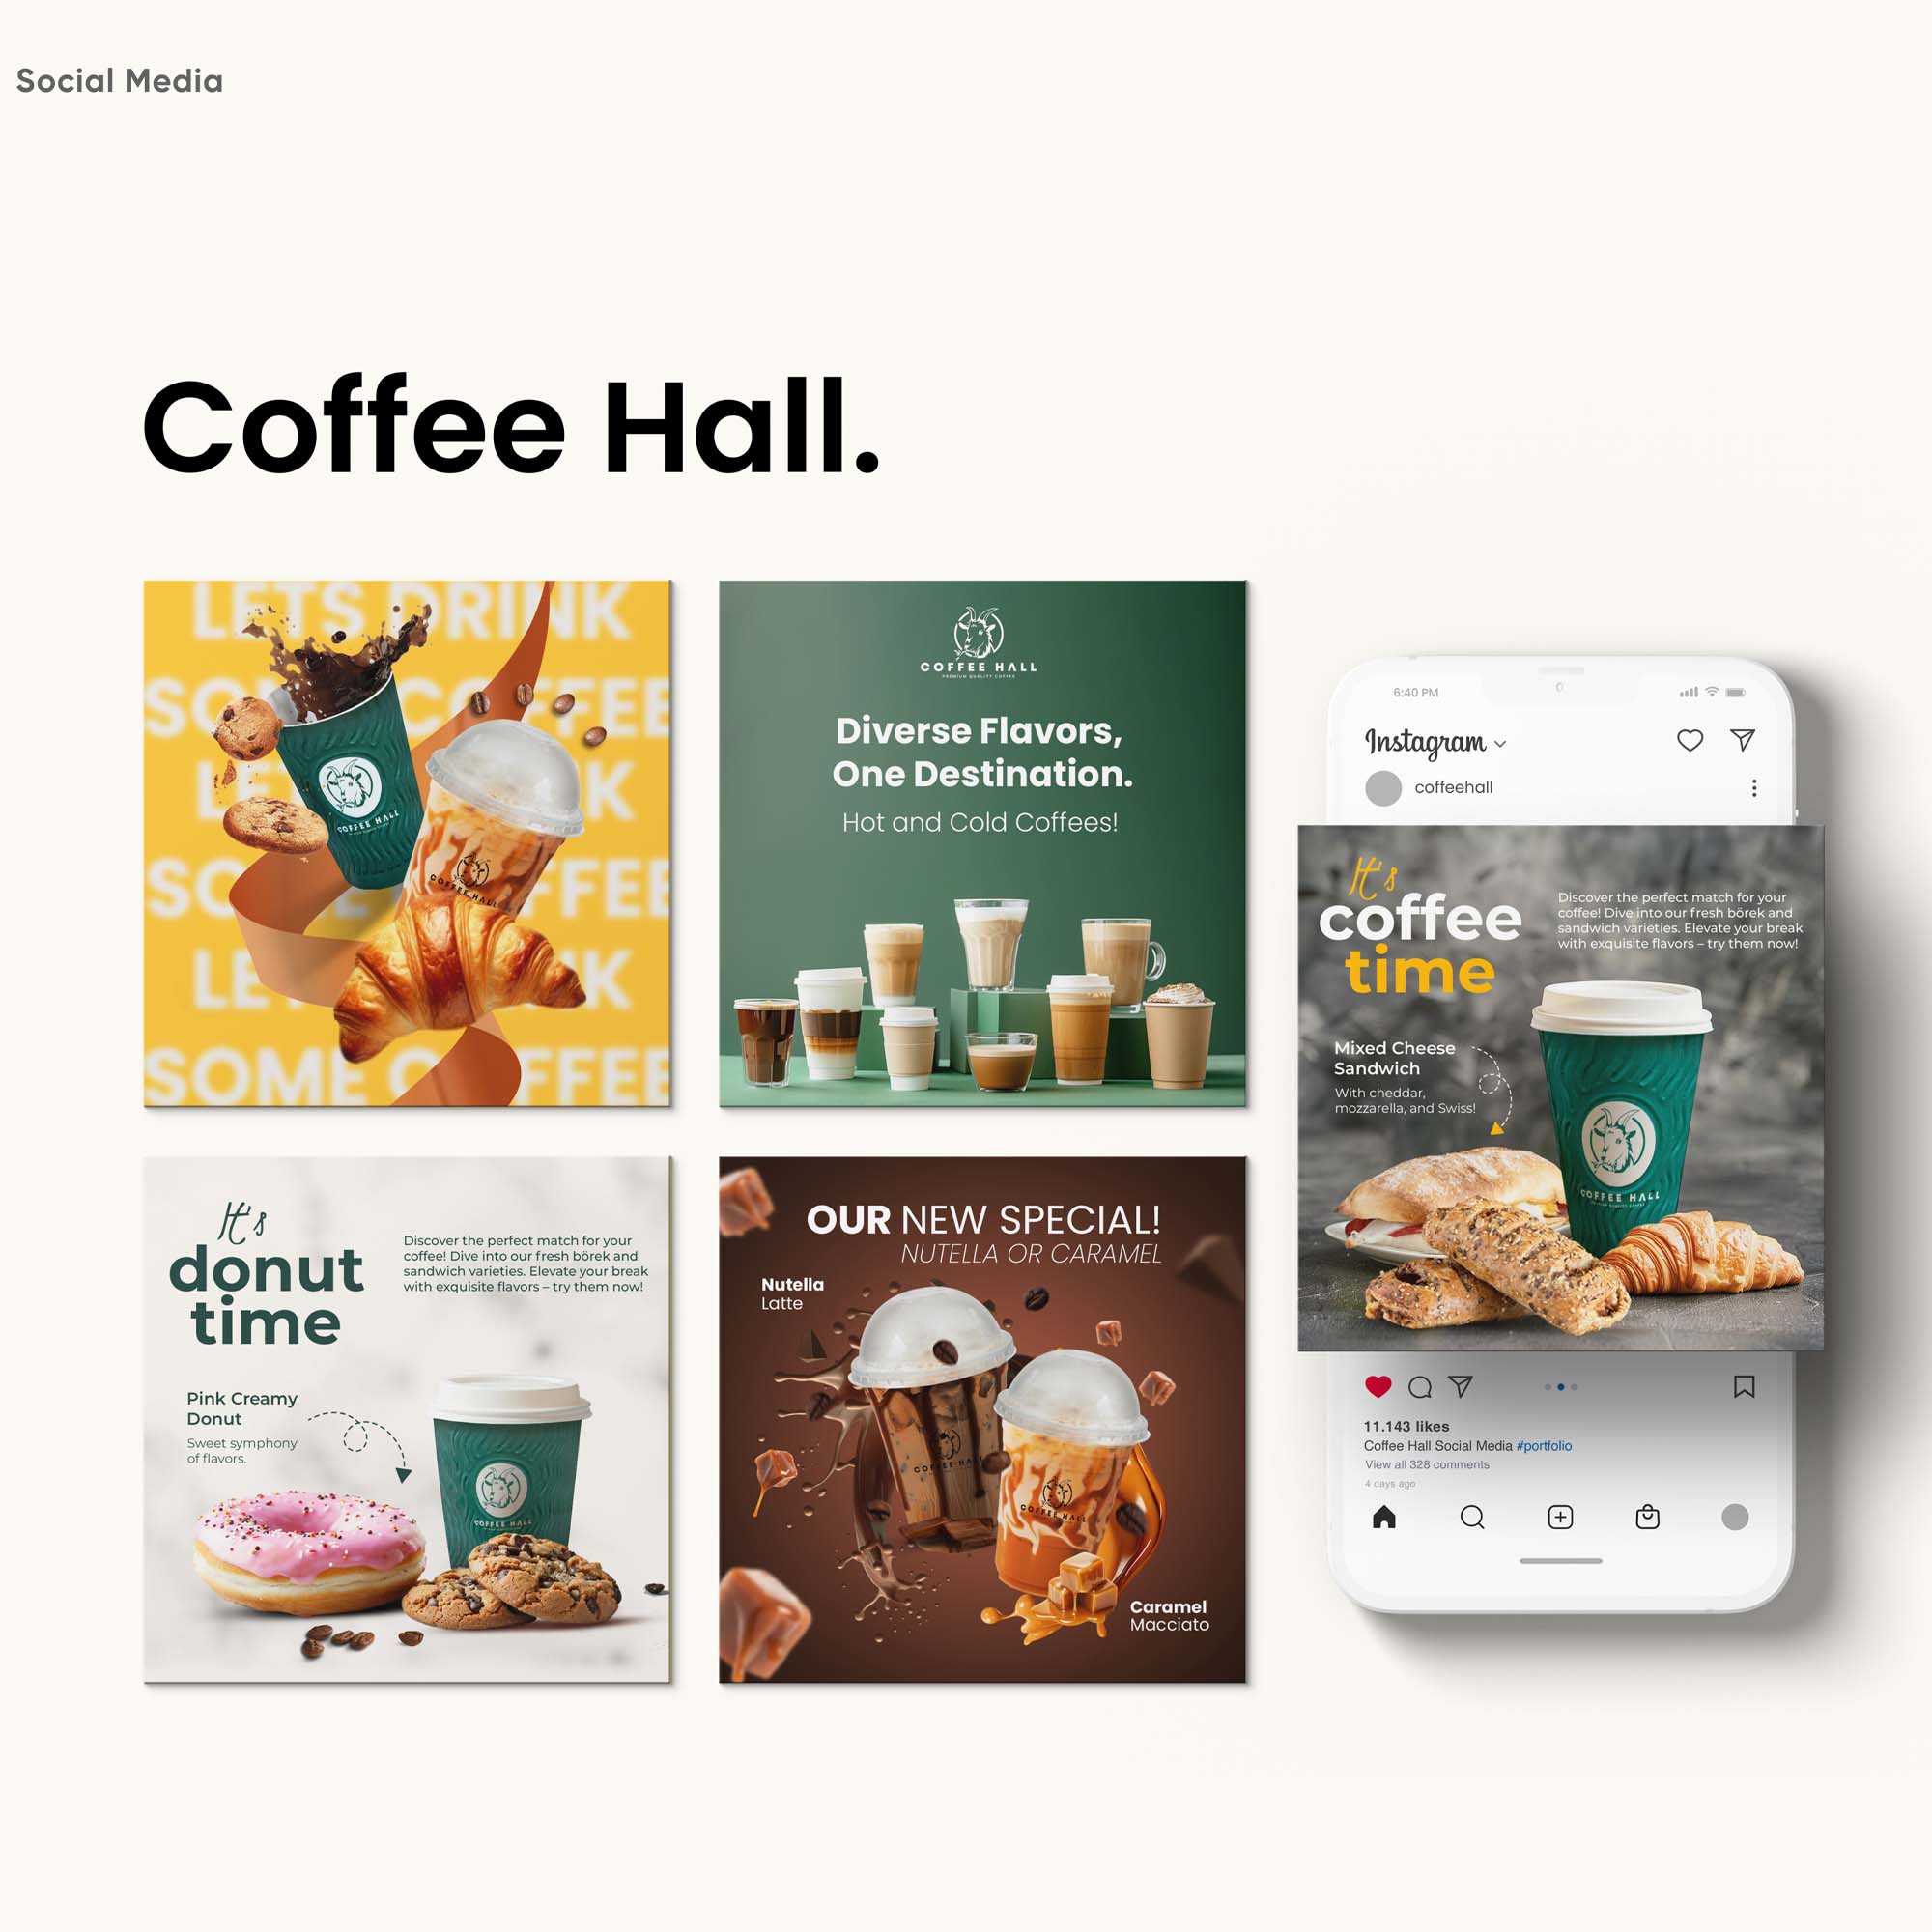 Social Media
Coffee Hall.
LETS DRINK
SOME COFFEE
LETS DRINK
SOME COFFEE
LETS DRINK
SOME COFFEE
COFFEE HALL
COFFEE HALL
COFFEE HALL
PREMIUM QUALITY COFFEE
Diverse Flavors,
One Destination.
Hot and Cold Coffees!
It's
donut
time
Discover the perfect match for your
coffee! Dive into our fresh börek and
sandwich varieties. Elevate your break
with exquisite flavors – try them now!
Pink Creamy
Donut
Sweet symphony
of flavors.
COFFEE HALL
OUR NEW SPECIAL!
NUTELLA OR CARAMEL
Nutella
Latte
COFFEE HALL
COFFEE HALL
Caramel
Macciato
6:40 PM
Instagram
coffeehall
It's
coffee
time
Discover the perfect match for your
coffee! Dive into our fresh börek and
sandwich varieties. Elevate your break
with exquisite flavors – try them now!
Mixed Cheese
Sandwich
With cheddar,
mozzarella, and Swiss!
COFFEE HALL
11.143 likes
Coffee Hall Social Media #portfolio
View all 328 comments
4 days ago